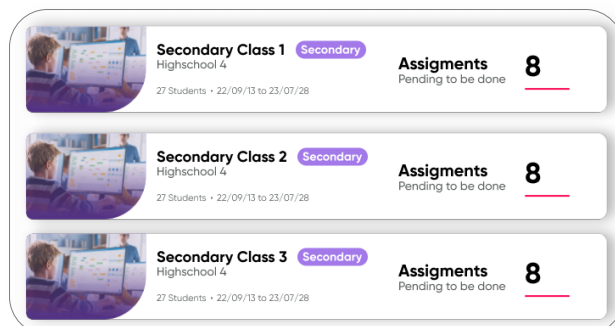 Secondary Class 1 Secondary
Highschool 4
27 Students • 22/09/13 to 23/07/28
Assigments
Pending to be done
8
Secondary Class 2 Secondary
Highschool 4
27 Students • 22/09/13 to 23/07/28
Assigments
Pending to be done
8
Secondary Class 3 Secondary
Highschool 4
27 Students • 22/09/13 to 23/07/28
Assigments
Pending to be done
8